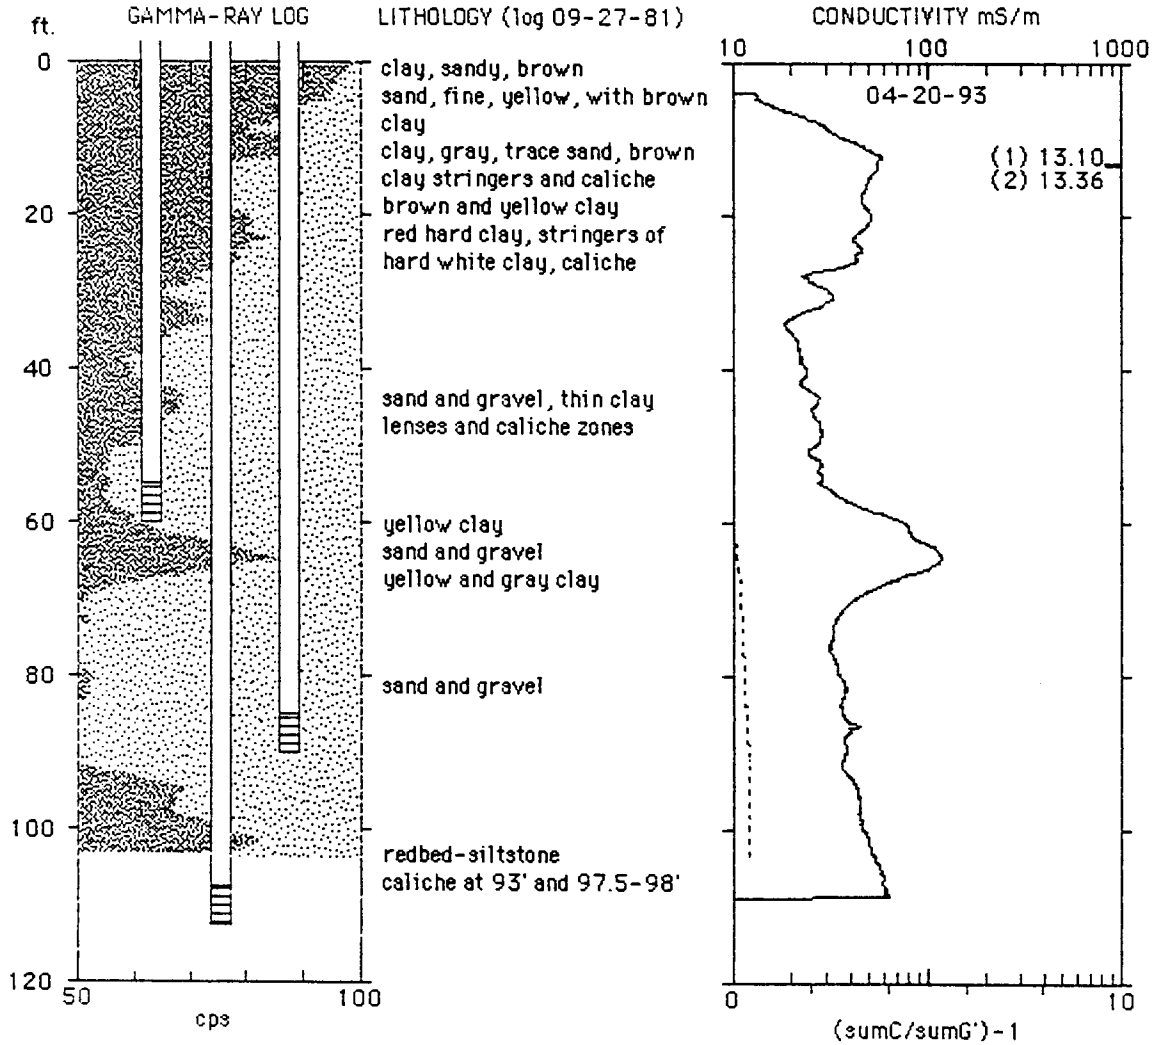 GAMMA-RAY LOG
LITHOLOGY (log 09-27-81)
CONDUCTIVITY mS/m
ft.
10 100 1000
0
clay, sandy, brown
sand, fine, yellow, with brown
clay
clay, gray, trace sand, brown
clay stringers and caliche
brown and yellow clay
red hard clay, stringers of
hard white clay, caliche
04-20-93
(1) 13.10
(2) 13.36
20
40
sand and gravel, thin clay
lenses and caliche zones
60
yellow clay
sand and gravel
yellow and gray clay
80
sand and gravel
100
redbed-siltstone
caliche at 93' and 97.5-98'
120
50 100
cps
0 10
(sumC/sumG')-1